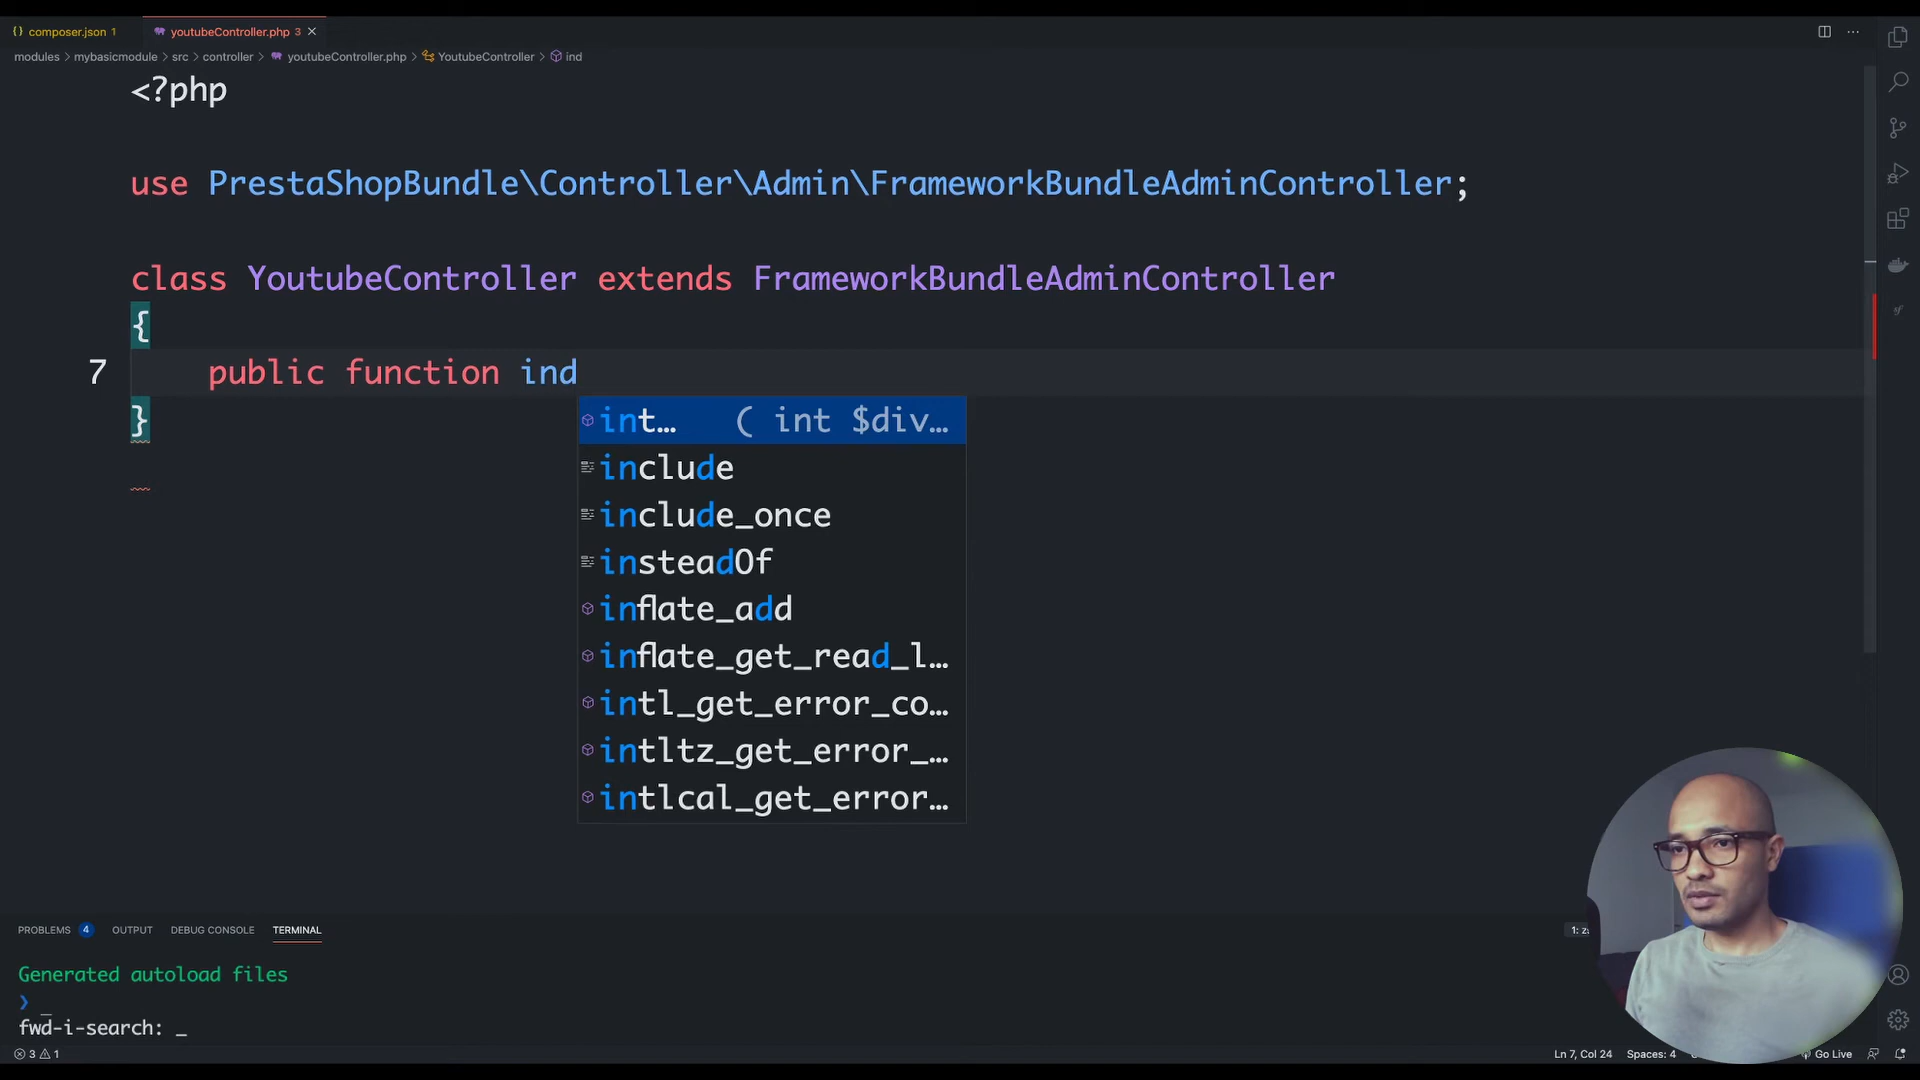 composer.json 1
youtubeController.php 3
modules > mybasicmodule > src > controller > youtubeController.php > YoutubeController > ind
<?php
use PrestaShopBundle\Controller\Admin\FrameworkBundleAdminController;
class YoutubeController extends FrameworkBundleAdminController
{
7 public function ind
}
int… ( int $div…
include
include_once
insteadOf
inflate_add
inflate_get_read_l…
intl_get_error_co…
intltz_get_error_…
intlcal_get_error…
PROBLEMS 4 OUTPUT DEBUG CONSOLE TERMINAL
Generated autoload files
❯ _
fwd-i-search: _
3 1
Ln 7, Col 24 Spaces: 4 Go Live